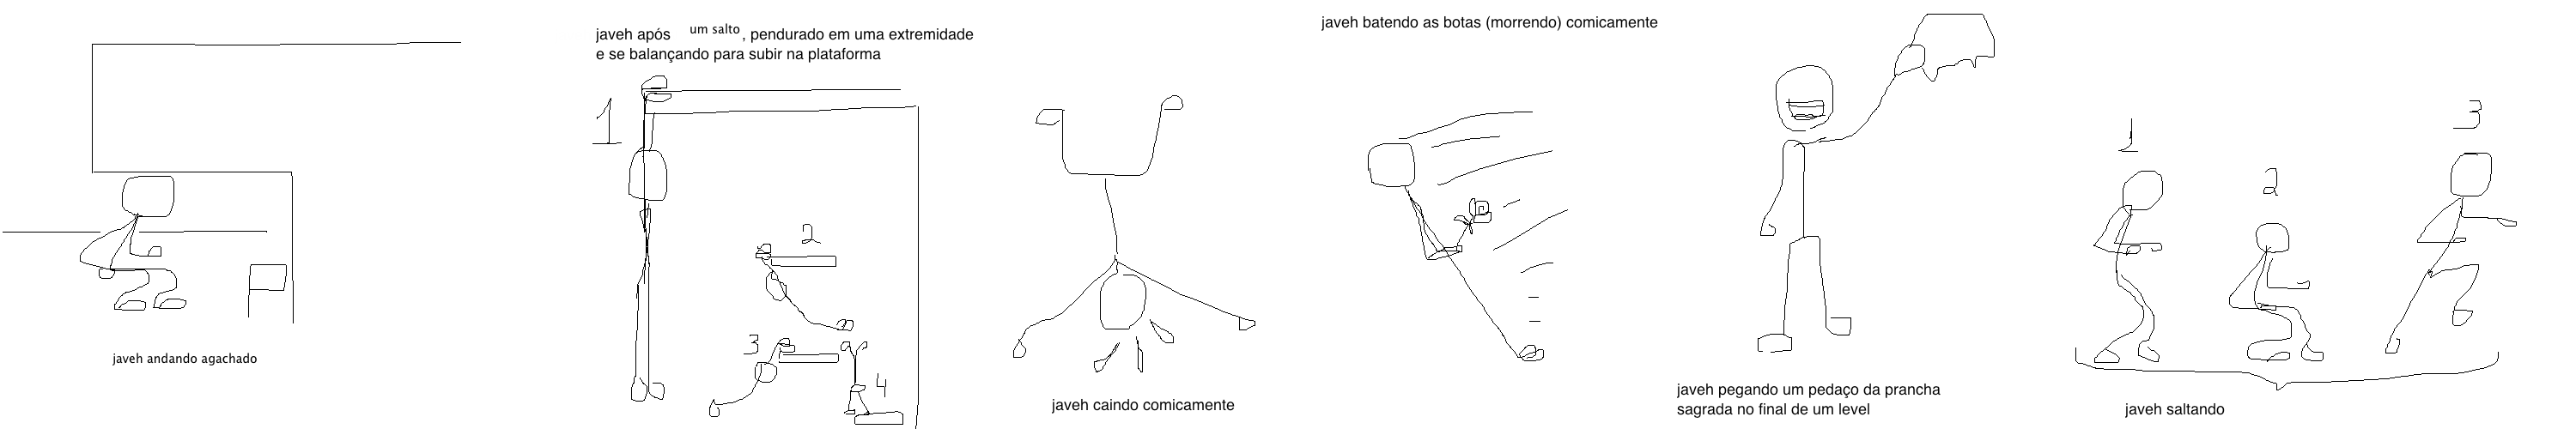 javeh andando agachado
javeh após um salto, pendurado em uma extremidade
e se balançando para subir na plataforma
1
2
3
4
javeh caindo comicamente
javeh batendo as botas (morrendo) comicamente
javeh pegando um pedaço da prancha
sagrada no final de um level
1
2
3
javeh saltando